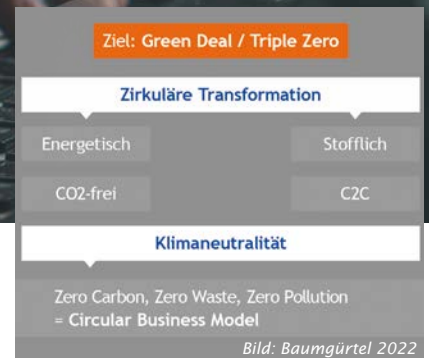 Ziel: Green Deal / Triple Zero
Zirkuläre Transformation
Energetisch
Stofflich
CO2-frei
C2C
Klimaneutralität
Zero Carbon, Zero Waste, Zero Pollution
= Circular Business Model
Bild: Baumgürtel 2022